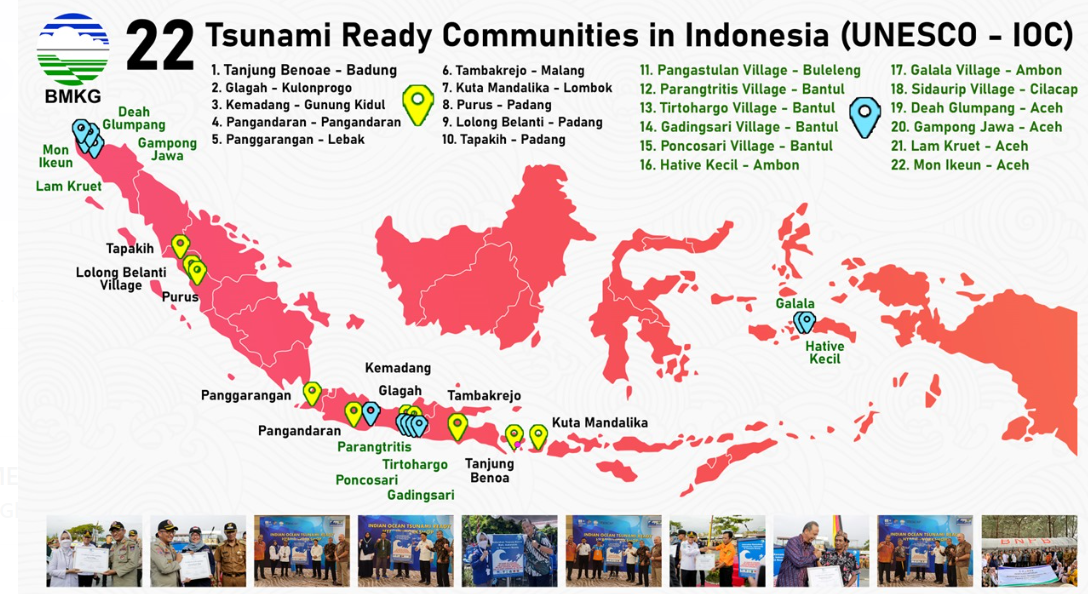 BMKG
22 Tsunami Ready Communities in Indonesia (UNESCO - IOC)
1. Tanjung Benoae - Badung
2. Glagah - Kulonprogo
3. Kemadang - Gunung Kidul
4. Pangandaran - Pangandaran
5. Panggarangan - Lebak
6. Tambakrejo - Malang
7. Kuta Mandalika - Lombok
8. Purus - Padang
9. Lolong Belanti - Padang
10. Tapakih - Padang
11. Pangastulan Village - Buleleng
12. Parangtritis Village - Bantul
13. Tirtohargo Village - Bantul
14. Gadingsari Village - Bantul
15. Poncosari Village - Bantul
16. Hative Kecil - Ambon
17. Galala Village - Ambon
18. Sidaurip Village - Cilacap
19. Deah Glumpang - Aceh
20. Gampong Jawa - Aceh
21. Lam Kruet - Aceh
22. Mon Ikeun - Aceh
Deah
Glumpang
Mon
Ikeun
Gampong
Jawa
Lam Kruet
Tapakih
Lolong Belanti
Village
Purus
Galala
Hative
Kecil
Kemadang
Panggarangan
Glagah
Tambakrejo
Pangandaran
Kuta Mandalika
Parangtritis
Tirtohargo
Poncosari
Gadingsari
Tanjung
Benoa
INDIAN OCEAN TSUNAMI READY
INDIAN OCEAN TSUNAMI READY
BNPB